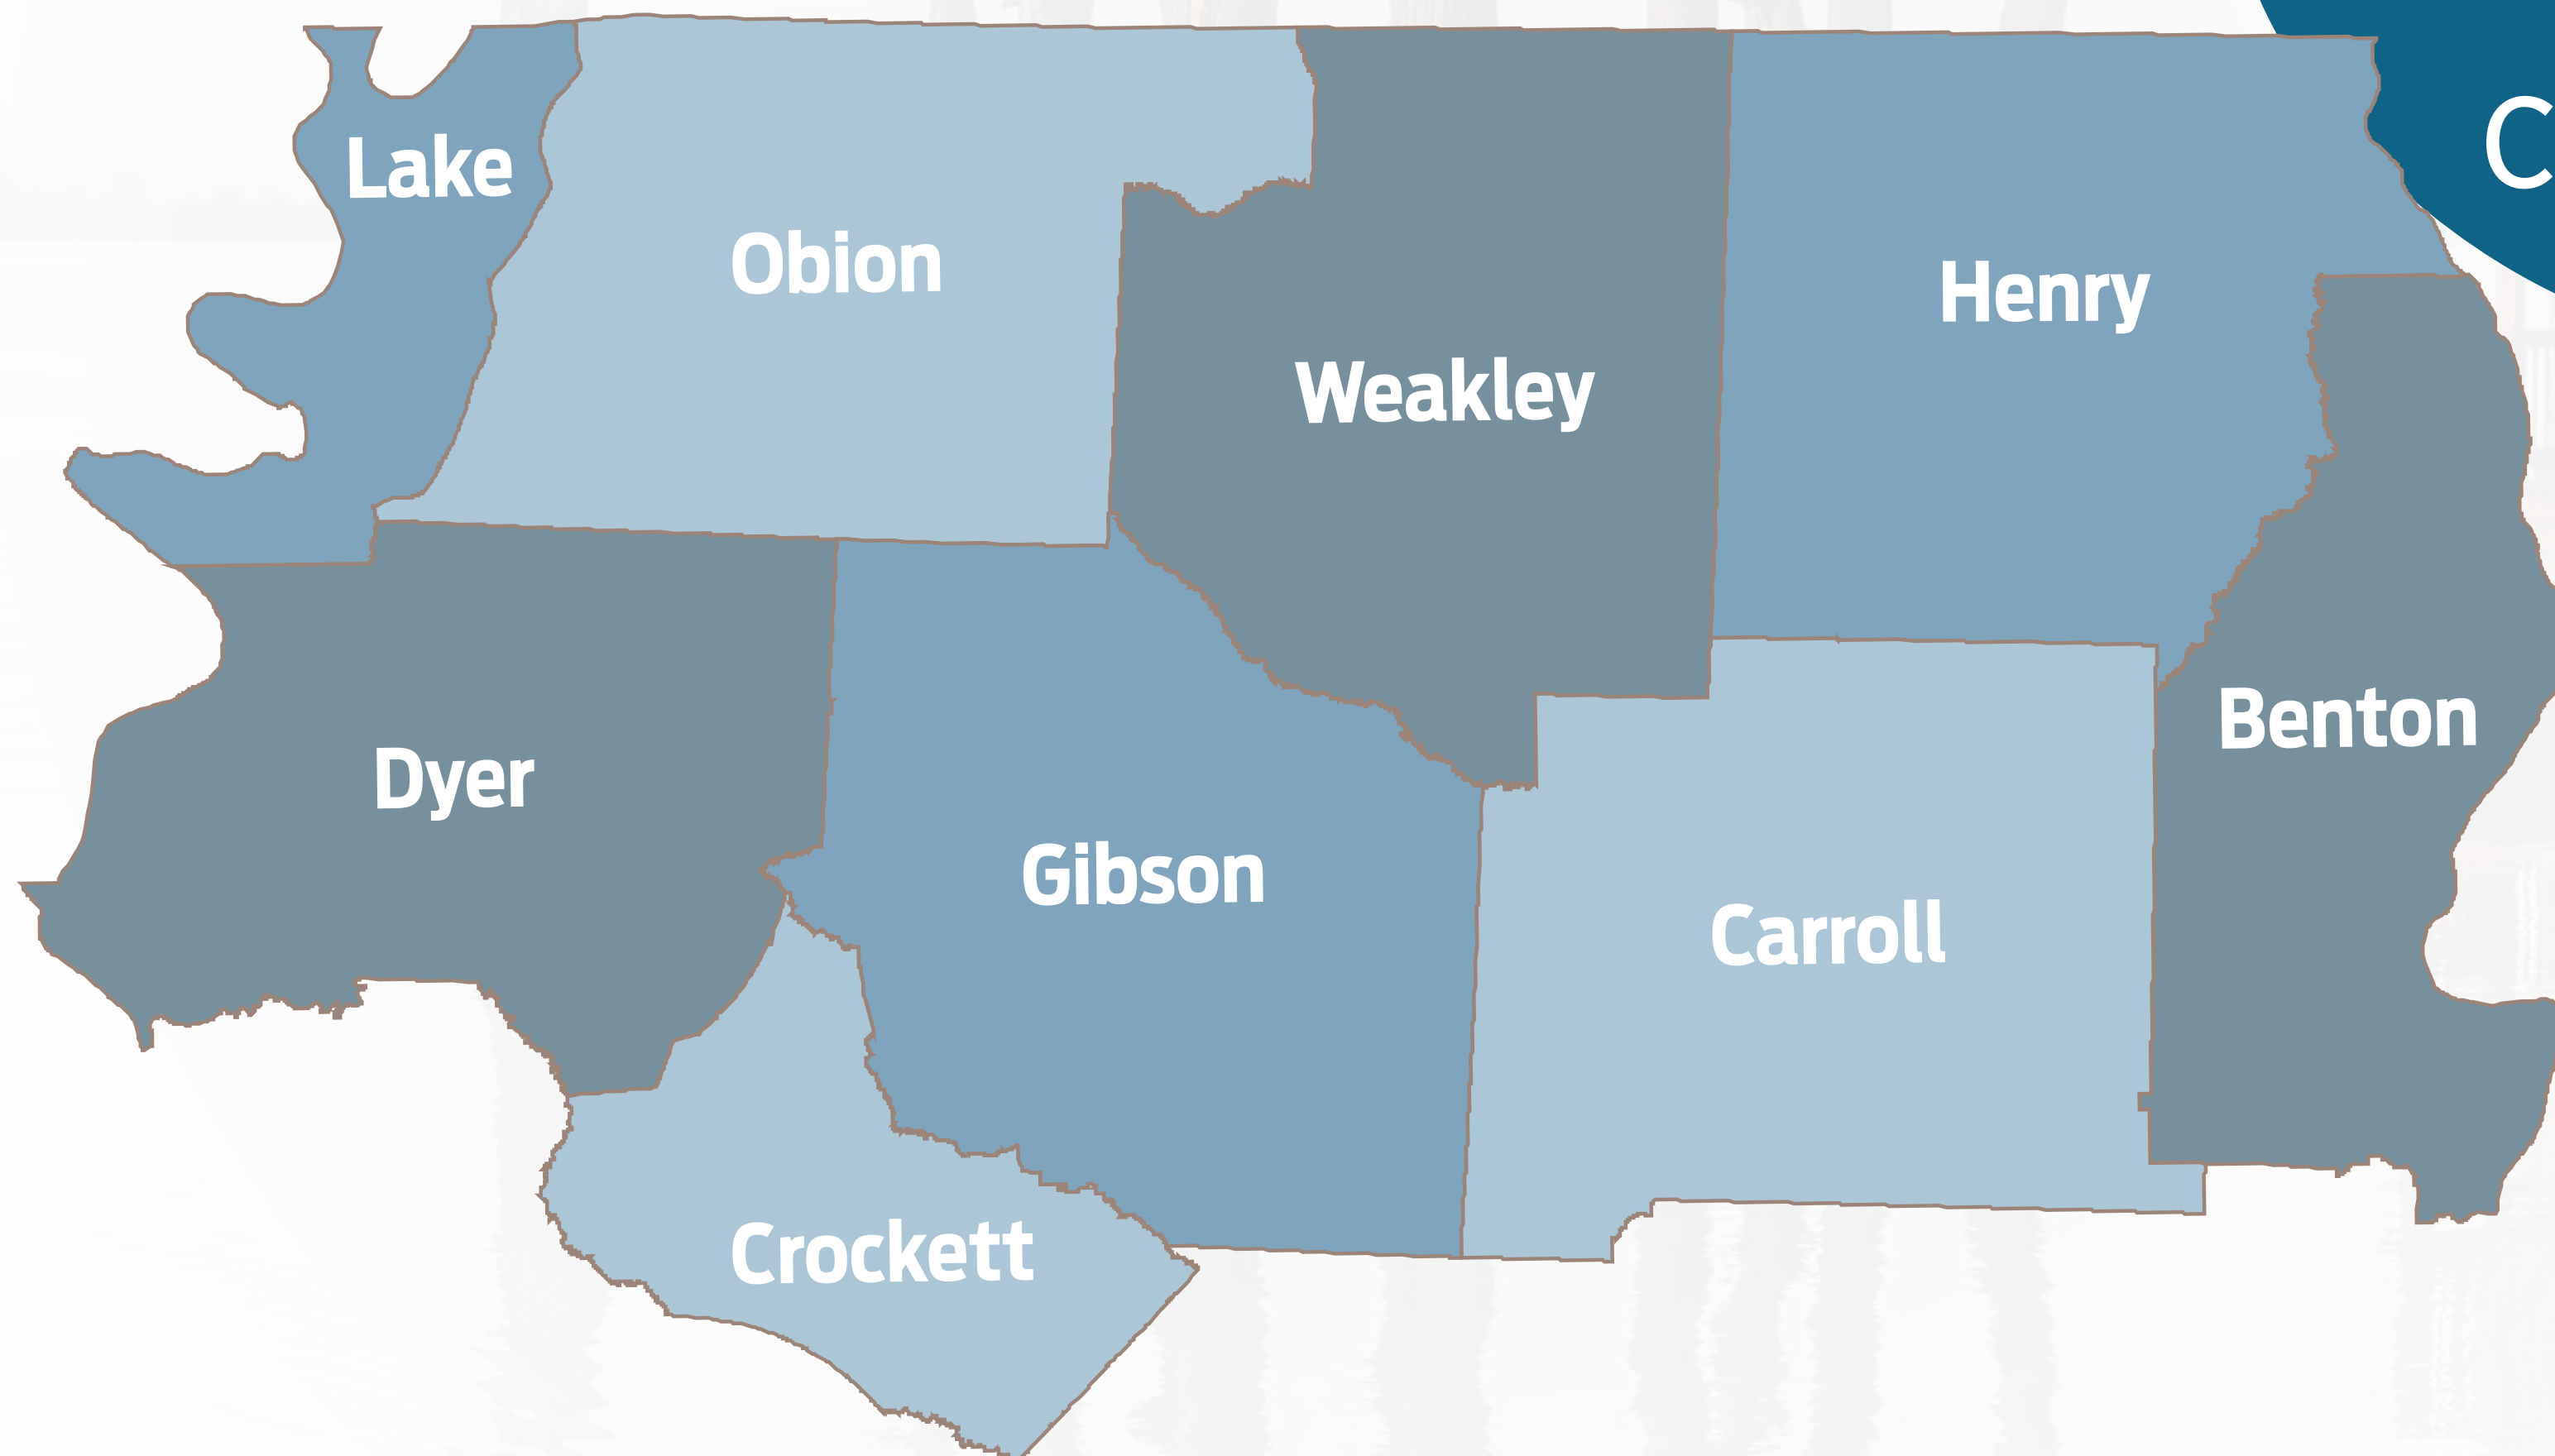 Lake
Obion
Weakley
Henry
Dyer
Gibson
Carroll
Benton
Crockett
C